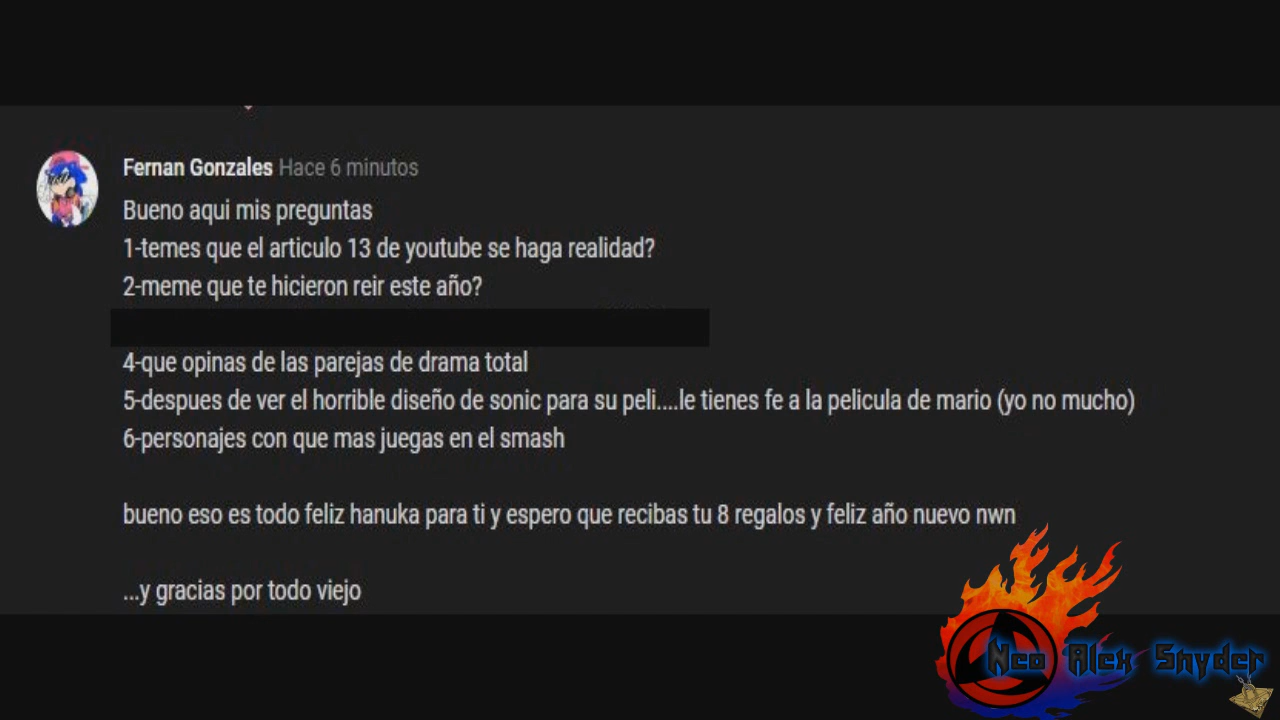 Fernan Gonzales Hace 6 minutos
Bueno aqui mis preguntas
1-temes que el articulo 13 de youtube se haga realidad?
2-meme que te hicieron reir este año?
4-que opinas de las parejas de drama total
5-despues de ver el horrible diseño de sonic para su peli....le tienes fe a la pelicula de mario (yo no mucho)
6-personajes con que mas juegas en el smash
bueno eso es todo feliz hanuka para ti y espero que recibas tu 8 regalos y feliz año nuevo nwn
...y gracias por todo viejo
Neo Alex Snyder